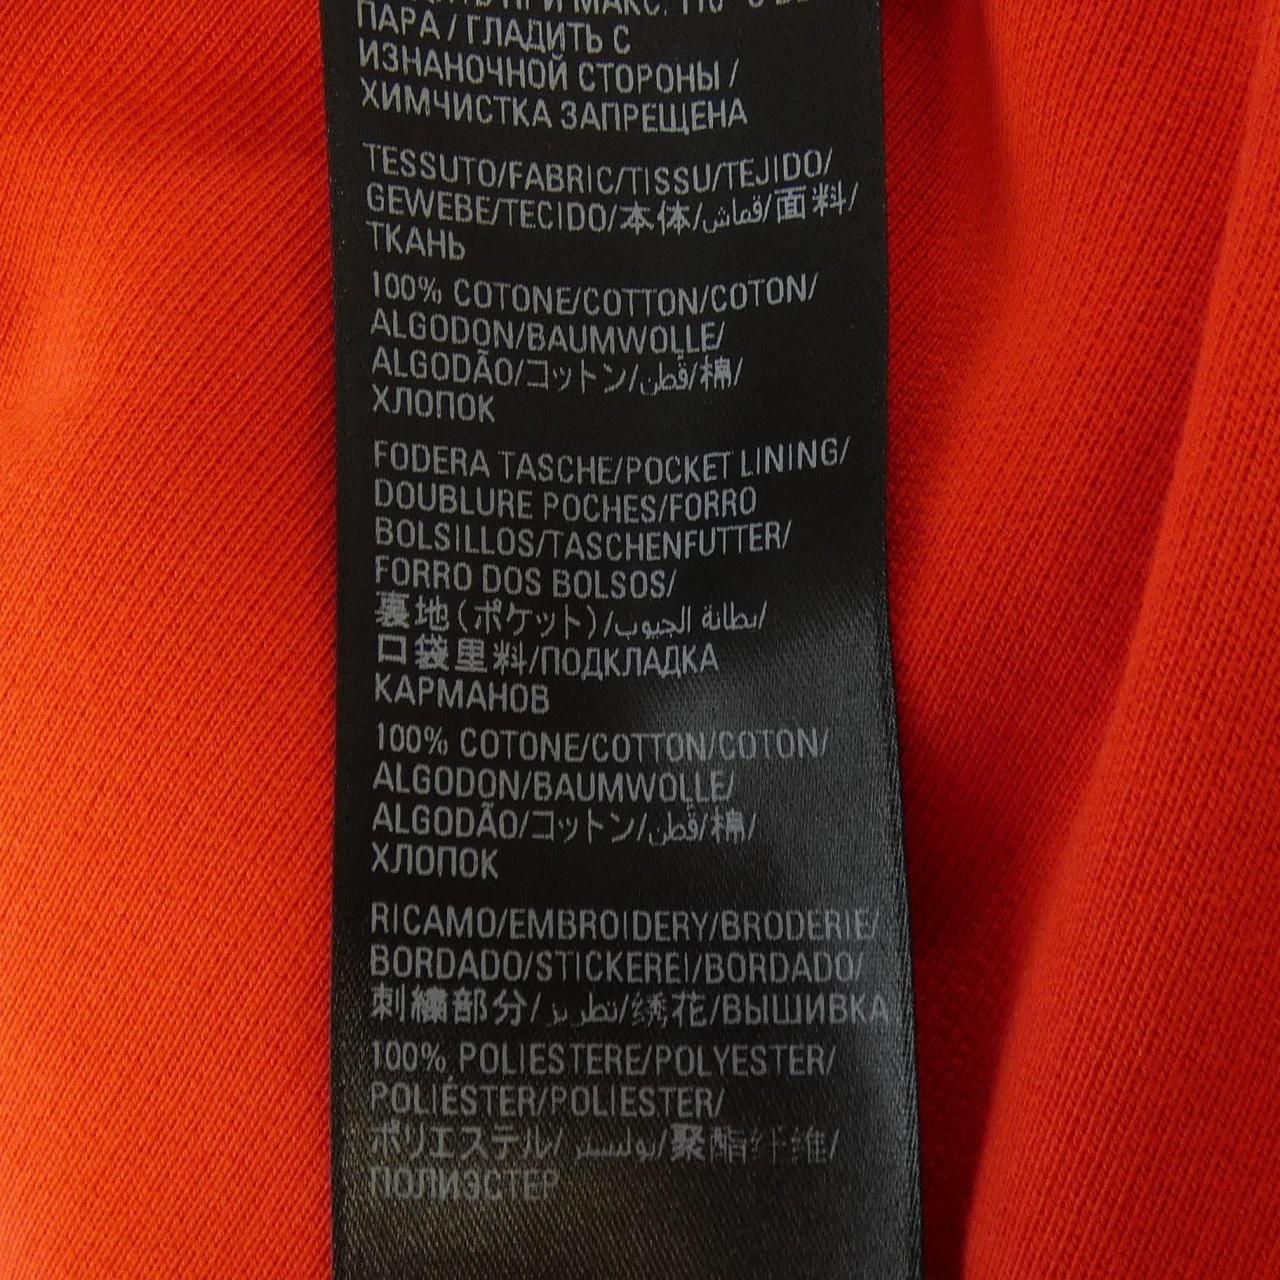 МАКС. 110
ПАРА / ГЛАДИТЬ С
ИЗНАНОЧНОЙ СТОРОНЫ /
ХИМЧИСТКА ЗАПРЕЩЕНА
TESSUTO/FABRIC/TISSU/TEJIDO/
GEWEBE/TECIDO/本体/قماش/面料/
ТКАНЬ
100% COTONE/COTTON/COTON/
ALGODON/BAUMWOLLE/
ALGODÃO/コットン/قطن/棉/
ХЛОПОК
FODERA TASCHE/POCKET LINING/
DOUBLURE POCHES/FORRO
BOLSILLOS/TASCHENFUTTER/
FORRO DOS BOLSOS/
裏地(ポケット)/بطانة الجيوب/
口袋里料/ПОДКЛАДКА
КАРМАНОВ
100% COTONE/COTTON/COTON/
ALGODON/BAUMWOLLE/
ALGODÃO/コットン/قطن/棉/
ХЛОПОК
RICAMO/EMBROIDERY/BRODERIE/
BORDADO/STICKEREI/BORDADO/
刺繍部分/تطريز/绣花/ВЫШИВКА
100% POLIESTERE/POLYESTER/
POLIÉSTER/POLIESTER/
ポリエステル/بوليستر/聚酯纤维/
ПОЛИЭСТЕР